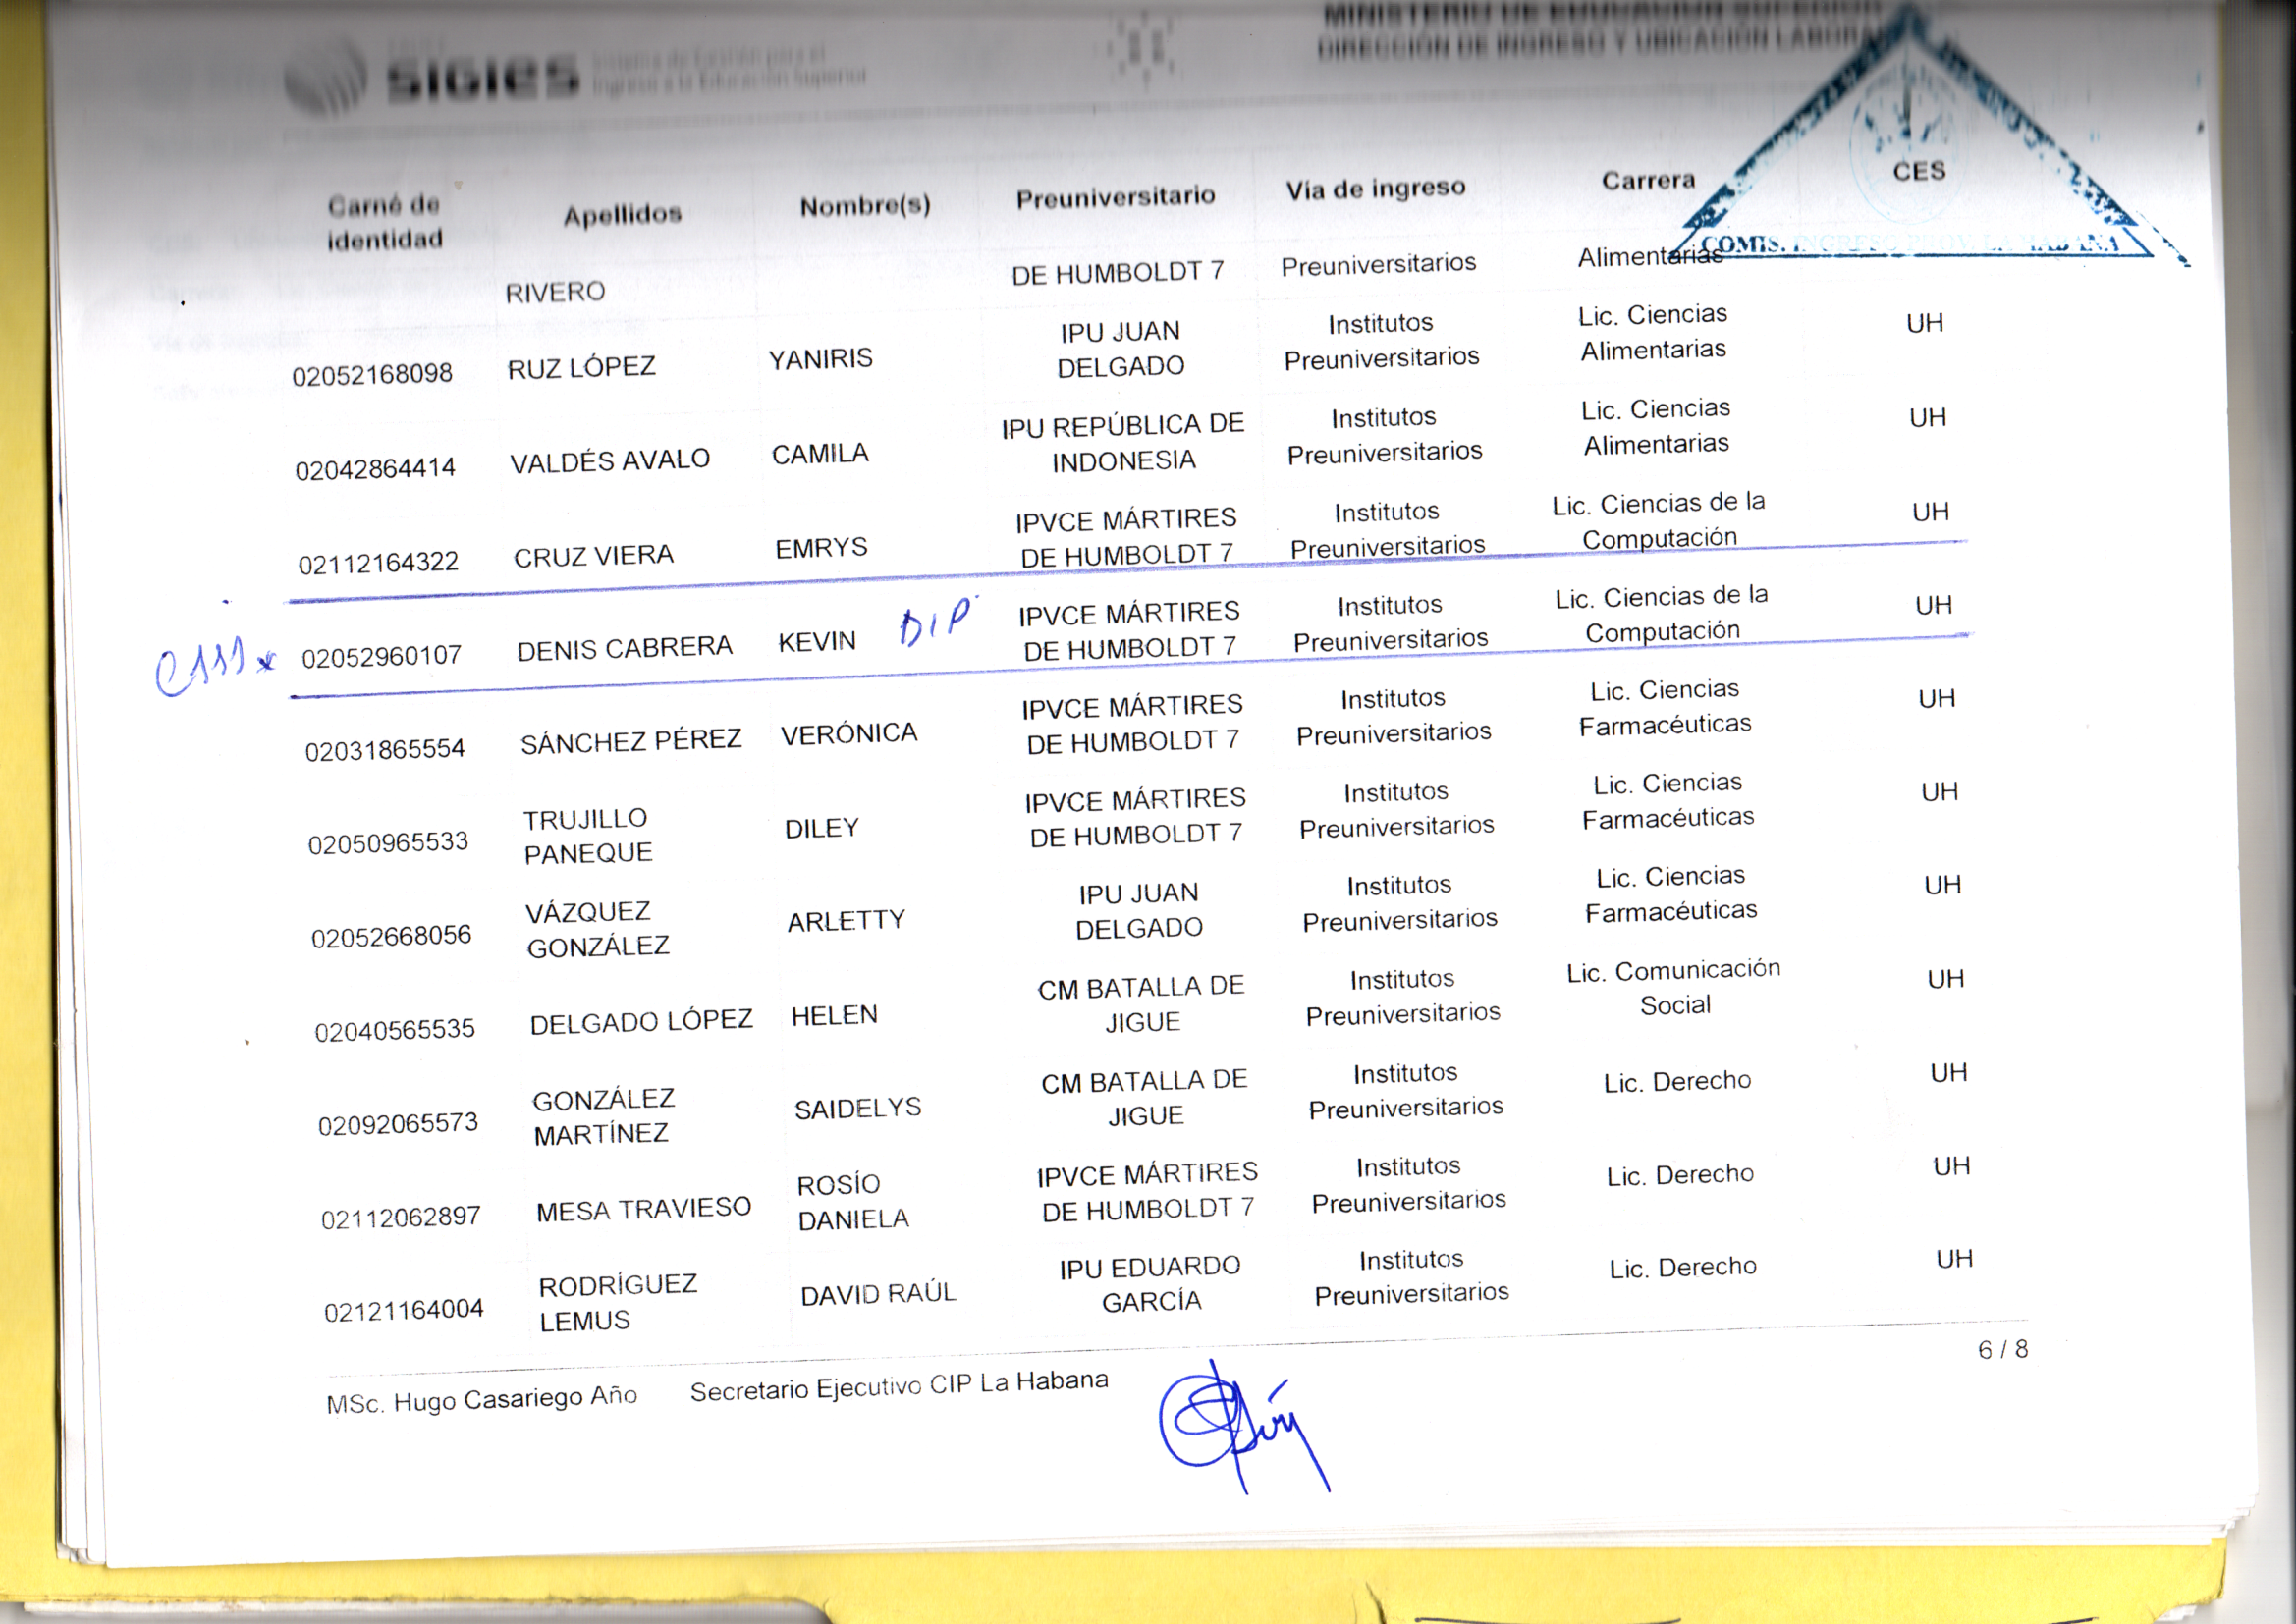 SIGIES
Sistema de Gestión para el
Ingreso a la Educación Superior
MINISTERIO DE EDUCACIÓN SUPERIOR
DIRECCIÓN DE INGRESO Y UBICACIÓN LABORAL
COMIS. INGRESO PROV. LA HABANA
Carné de identidad Apellidos Nombre(s) Preuniversitario Vía de ingreso Carrera CES
RIVERO DE HUMBOLDT 7 Preuniversitarios Alimentarias
02052168098 RUZ LÓPEZ YANIRIS IPU JUAN DELGADO Institutos Preuniversitarios Lic. Ciencias Alimentarias UH
02042864414 VALDÉS AVALO CAMILA IPU REPÚBLICA DE INDONESIA Institutos Preuniversitarios Lic. Ciencias Alimentarias UH
02112164322 CRUZ VIERA EMRYS IPVCE MÁRTIRES DE HUMBOLDT 7 Institutos Preuniversitarios Lic. Ciencias de la Computación UH
02052960107 DENIS CABRERA KEVIN DIP IPVCE MÁRTIRES DE HUMBOLDT 7 Institutos Preuniversitarios Lic. Ciencias de la Computación UH
02031865554 SÁNCHEZ PÉREZ VERÓNICA IPVCE MÁRTIRES DE HUMBOLDT 7 Institutos Preuniversitarios Lic. Ciencias Farmacéuticas UH
02050965533 TRUJILLO PANEQUE DILEY IPVCE MÁRTIRES DE HUMBOLDT 7 Institutos Preuniversitarios Lic. Ciencias Farmacéuticas UH
02052668056 VÁZQUEZ GONZÁLEZ ARLETTY IPU JUAN DELGADO Institutos Preuniversitarios Lic. Ciencias Farmacéuticas UH
02040565535 DELGADO LÓPEZ HELEN CM BATALLA DE JIGUE Institutos Preuniversitarios Lic. Comunicación Social UH
02092065573 GONZÁLEZ MARTÍNEZ SAIDELYS CM BATALLA DE JIGUE Institutos Preuniversitarios Lic. Derecho UH
02112062897 MESA TRAVIESO ROSÍO DANIELA IPVCE MÁRTIRES DE HUMBOLDT 7 Institutos Preuniversitarios Lic. Derecho UH
02121164004 RODRÍGUEZ LEMUS DAVID RAÚL IPU EDUARDO GARCÍA Institutos Preuniversitarios Lic. Derecho UH
6 / 8
MSc. Hugo Casariego Año Secretario Ejecutivo CIP La Habana